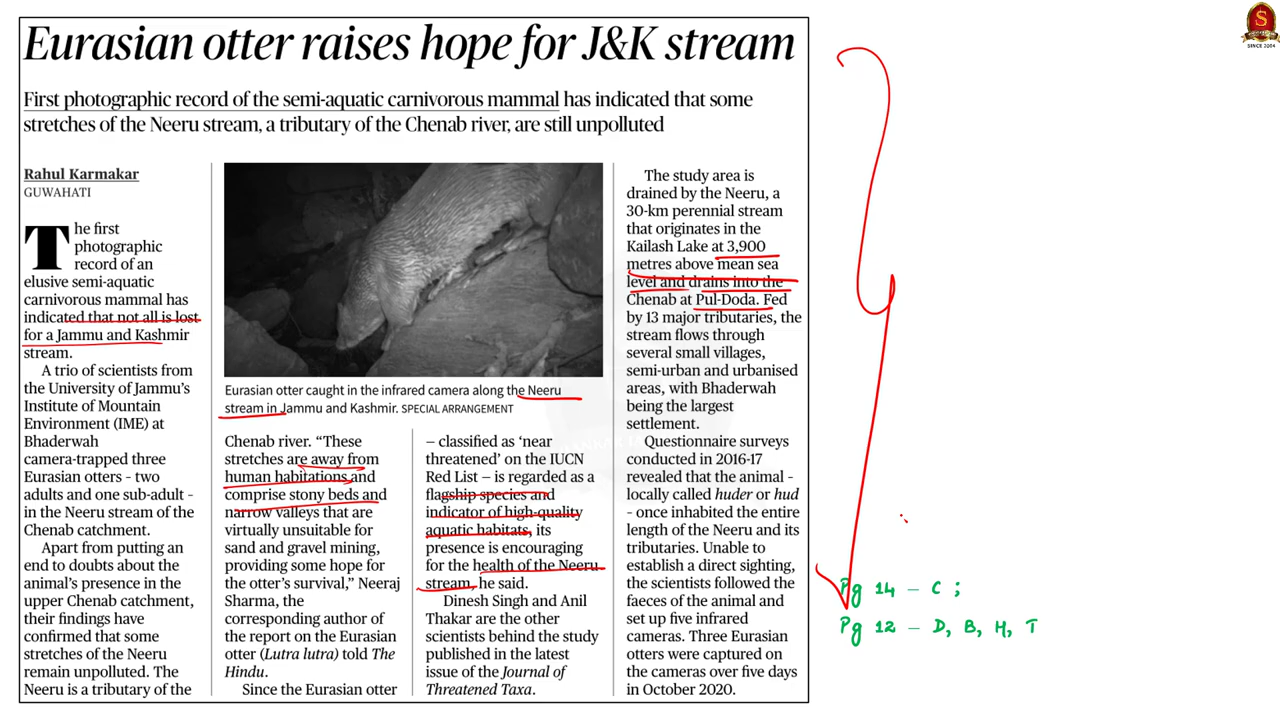 Eurasian otter raises hope for J&K stream
First photographic record of the semi-aquatic carnivorous mammal has indicated that some
stretches of the Neeru stream, a tributary of the Chenab river, are still unpolluted
Rahul Karmakar
GUWAHATI
The first
photographic
record of an
elusive semi-aquatic
carnivorous mammal has
indicated that not all is lost
for a Jammu and Kashmir
stream.
A trio of scientists from
the University of Jammu's
Institute of Mountain
Environment (IME) at
Bhaderwah
camera-trapped three
Eurasian otters - two
adults and one sub-adult -
in the Neeru stream of the
Chenab catchment.
Apart from putting an
end to doubts about the
animal's presence in the
upper Chenab catchment,
their findings have
confirmed that some
stretches of the Neeru
remain unpolluted. The
Neeru is a tributary of the
Eurasian otter caught in the infrared camera along the Neeru
stream in Jammu and Kashmir. SPECIAL ARRANGEMENT
Chenab river. "These
stretches are away from
human habitations and
comprise stony beds and
narrow valleys that are
virtually unsuitable for
sand and gravel mining,
providing some hope for
the otter's survival," Neeraj
Sharma, the
corresponding author of
the report on the Eurasian
otter (Lutra lutra) told The
Hindu.
Since the Eurasian otter
– classified as 'near
threatened' on the IUCN
Red List – is regarded as a
flagship species and
indicator of high-quality
aquatic habitats, its
presence is encouraging
for the health of the Neeru
stream, he said.
Dinesh Singh and Anil
Thakar are the other
scientists behind the study
published in the latest
issue of the Journal of
Threatened Taxa.
The study area is
drained by the Neeru, a
30-km perennial stream
that originates in the
Kailash Lake at 3,900
metres above mean sea
level and drains into the
Chenab at Pul-Doda. Fed
by 13 major tributaries, the
stream flows through
several small villages,
semi-urban and urbanised
areas, with Bhaderwah
being the largest
settlement.
Questionnaire surveys
conducted in 2016-17
revealed that the animal -
locally called huder or hud
- once inhabited the entire
length of the Neeru and its
tributaries. Unable to
establish a direct sighting,
the scientists followed the
faeces of the animal and
set up five infrared
cameras. Three Eurasian
otters were captured on
the cameras over five days
in October 2020.
Pg 14 – C ;
Pg 12 – D, B, H, T
S
SINCE 2004